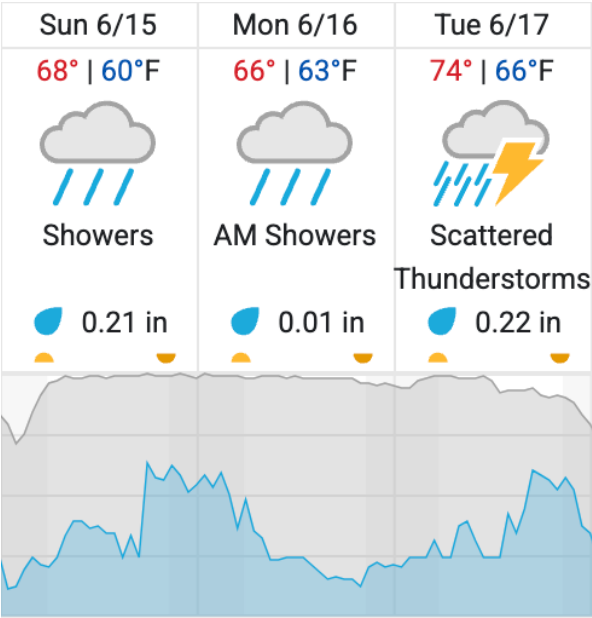 Sun 6/15
Mon 6/16
Tue 6/17
68° | 60°F
66° | 63°F
74° | 66°F
Showers
AM Showers
Scattered
Thunderstorms
0.21 in
0.01 in
0.22 in